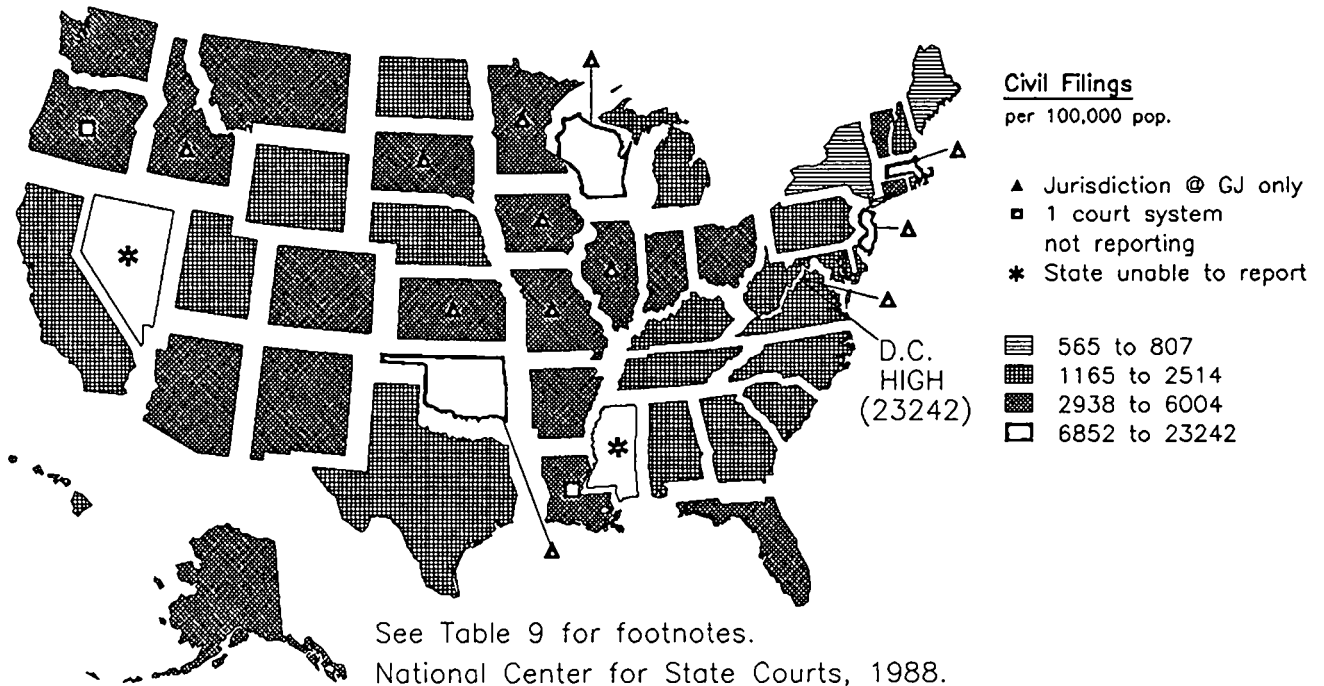 Civil Filings
per 100,000 pop.
Jurisdiction @ GJ only
1 court system
not reporting
* State unable to report
565 to 807
1165 to 2514
2938 to 6004
6852 to 23242
D.C.
HIGH
(23242)
See Table 9 for footnotes.
National Center for State Courts, 1988.